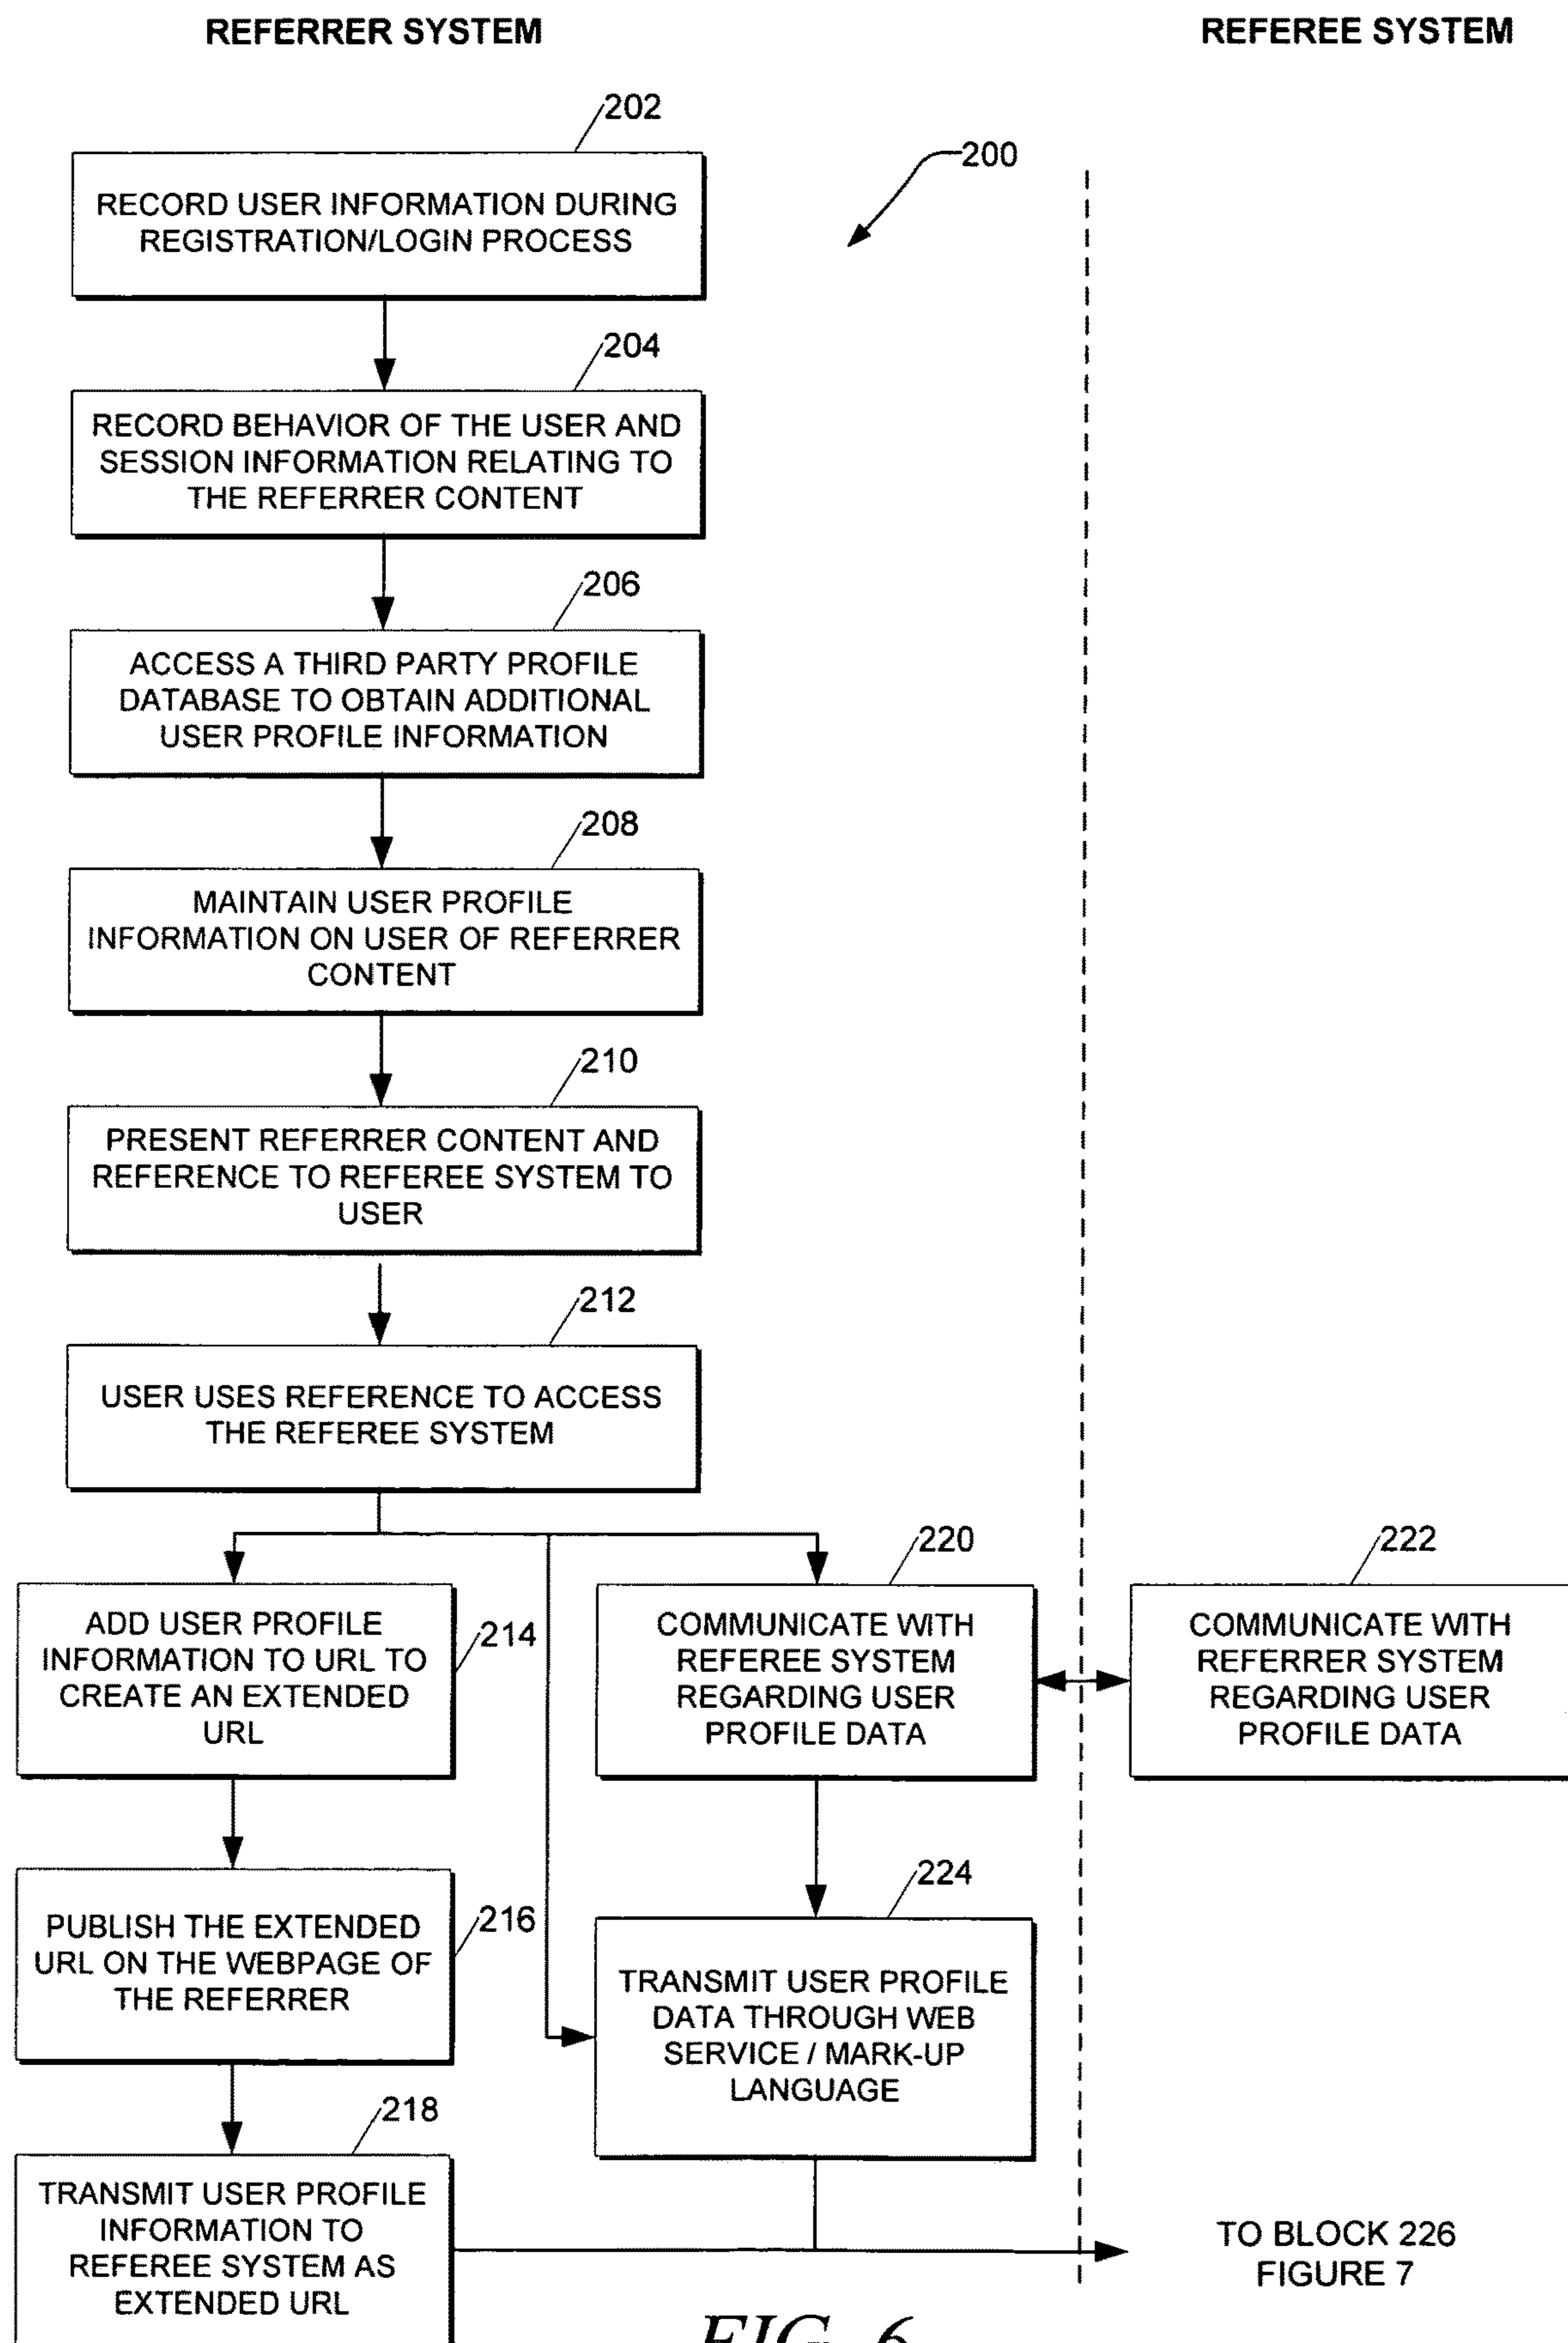 REFERRER SYSTEM
REFEREE SYSTEM
202
200
RECORD USER INFORMATION DURING
REGISTRATION/LOGIN PROCESS
204
RECORD BEHAVIOR OF THE USER AND
SESSION INFORMATION RELATING TO
THE REFERRER CONTENT
206
ACCESS A THIRD PARTY PROFILE
DATABASE TO OBTAIN ADDITIONAL
USER PROFILE INFORMATION
208
MAINTAIN USER PROFILE
INFORMATION ON USER OF REFERRER
CONTENT
210
PRESENT REFERRER CONTENT AND
REFERENCE TO REFEREE SYSTEM TO
USER
212
USER USES REFERENCE TO ACCESS
THE REFEREE SYSTEM
214
ADD USER PROFILE
INFORMATION TO URL TO
CREATE AN EXTENDED
URL
220
COMMUNICATE WITH
REFEREE SYSTEM
REGARDING USER
PROFILE DATA
222
COMMUNICATE WITH
REFERRER SYSTEM
REGARDING USER
PROFILE DATA
216
PUBLISH THE EXTENDED
URL ON THE WEBPAGE OF
THE REFERRER
224
TRANSMIT USER PROFILE
DATA THROUGH WEB
SERVICE / MARK-UP
LANGUAGE
218
TRANSMIT USER PROFILE
INFORMATION TO
REFEREE SYSTEM AS
EXTENDED URL
TO BLOCK 226
FIGURE 7
FIG. 6